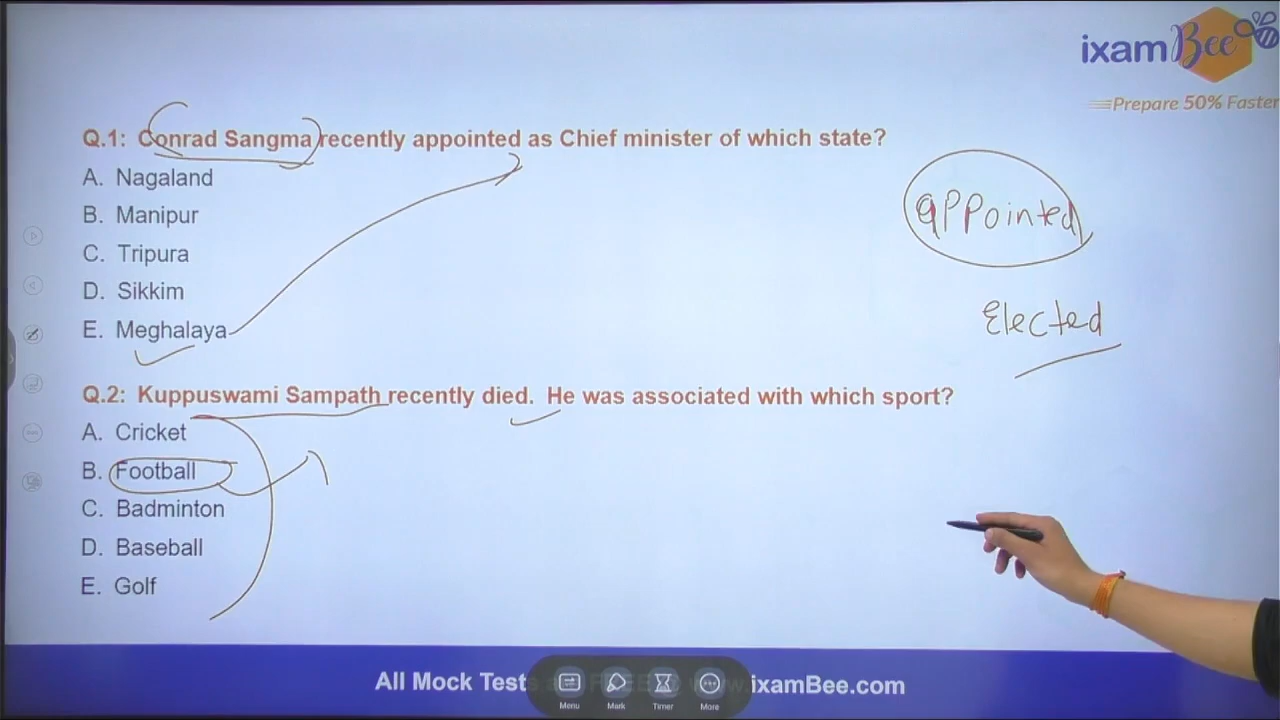 ixamBee
Prepare 50% Faster
Q.1: Conrad Sangma recently appointed as Chief minister of which state?
A. Nagaland
B. Manipur
C. Tripura
D. Sikkim
E. Meghalaya
appointed
Elected
Q.2: Kuppuswami Sampath recently died. He was associated with which sport?
A. Cricket
B. Football
C. Badminton
D. Baseball
E. Golf
All Mock Tests www.ixamBee.com
Menu Mark Timer More